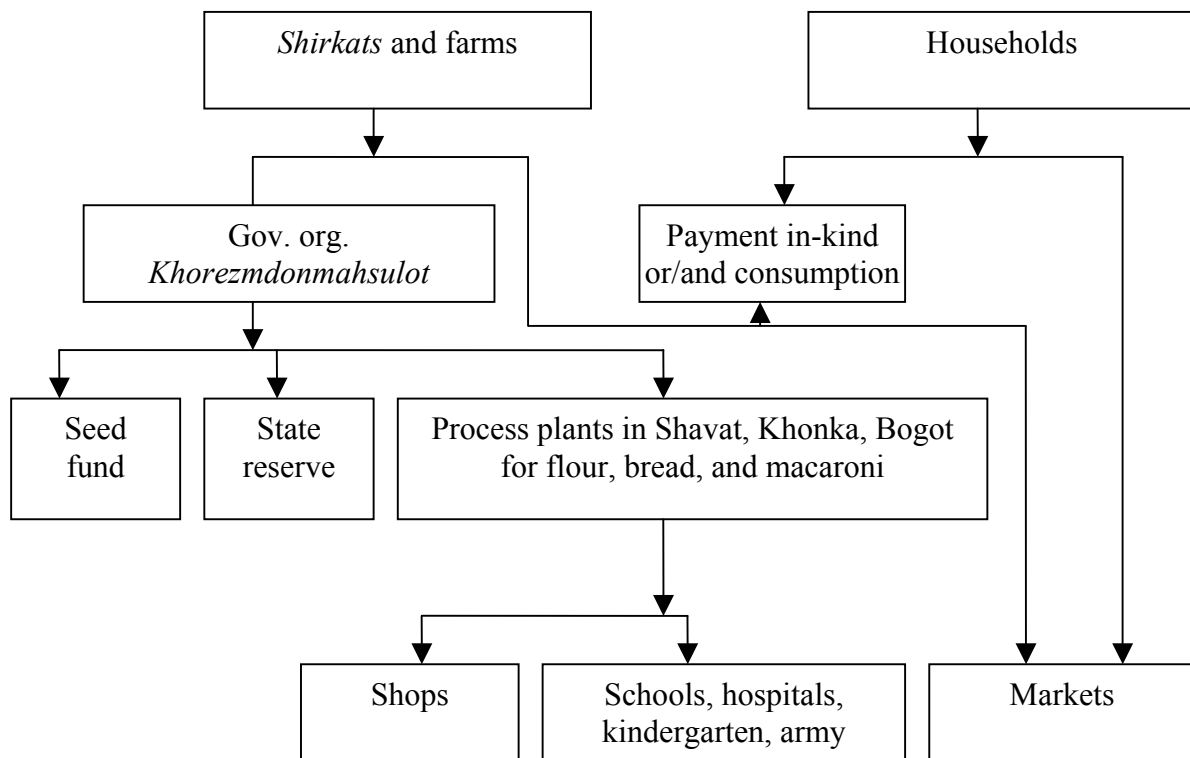 Shirkats and farms
Households
Gov. org.
Khorezmdonmahsulot
Payment in-kind
or/and consumption
Seed
fund
State
reserve
Process plants in Shavat, Khonka, Bogot
for flour, bread, and macaroni
Shops
Schools, hospitals,
kindergarten, army
Markets